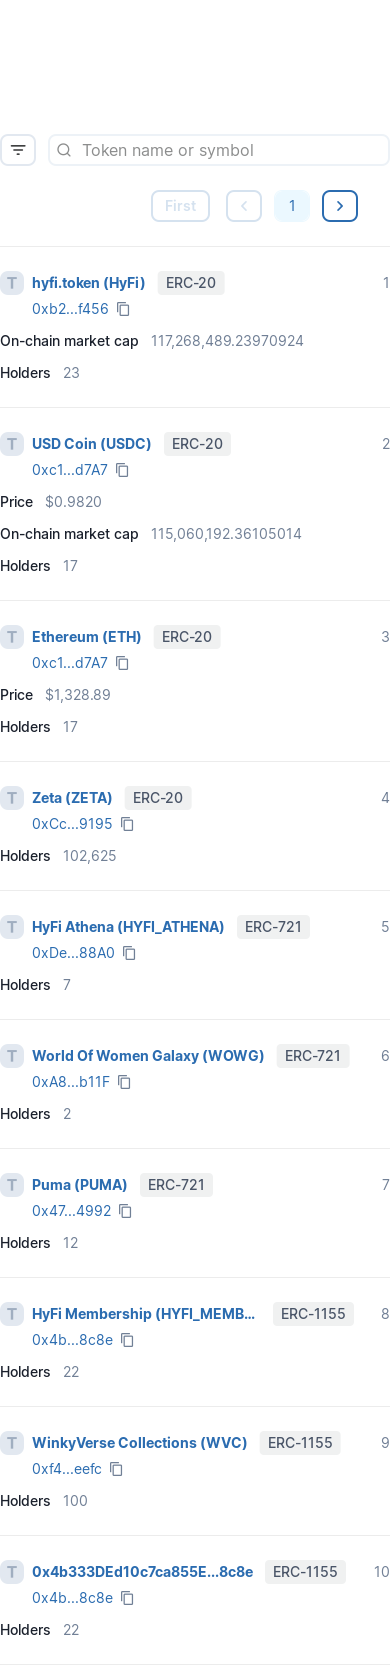 Token name or symbol
First 1
T hyfi.token (HyFi) ERC-20 1
0xb2...f456
On-chain market cap 117,268,489.23970924
Holders 23
T USD Coin (USDC) ERC-20 2
0xc1...d7A7
Price $0.9820
On-chain market cap 115,060,192.36105014
Holders 17
T Ethereum (ETH) ERC-20 3
0xc1...d7A7
Price $1,328.89
Holders 17
T Zeta (ZETA) ERC-20 4
0xCc...9195
Holders 102,625
T HyFi Athena (HYFI_ATHENA) ERC-721 5
0xDe...88A0
Holders 7
T World Of Women Galaxy (WOWG) ERC-721 6
0xA8...b11F
Holders 2
T Puma (PUMA) ERC-721 7
0x47...4992
Holders 12
T HyFi Membership (HYFI_MEMB... ERC-1155 8
0x4b...8c8e
Holders 22
T WinkyVerse Collections (WVC) ERC-1155 9
0xf4...eefc
Holders 100
T 0x4b333DEd10c7ca855E...8c8e ERC-1155 10
0x4b...8c8e
Holders 22